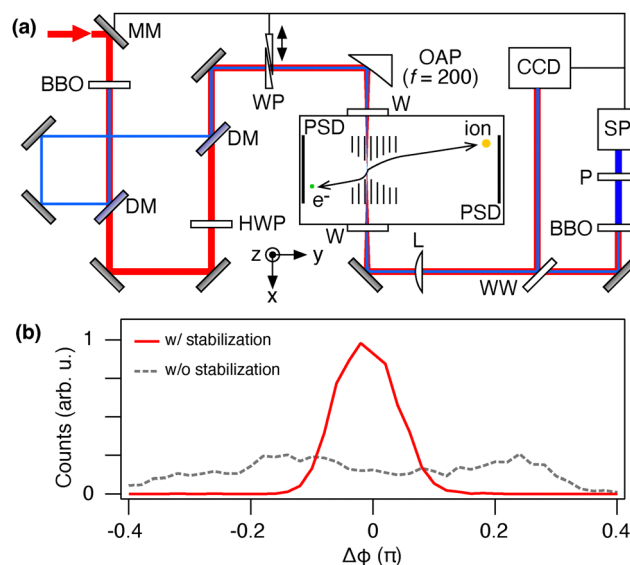 (a)
MM
OAP
(f = 200)
CCD
BBO
WP
W
SP
PSD
ion
DM
P
e-
PSD
HWP
BBO
DM
W
L
z
y
x
WW
(b)
1
w/ stabilization
w/o stabilization
Counts (arb. u.)
0
-0.4
-0.2
0
0.2
0.4
Δϕ (π)